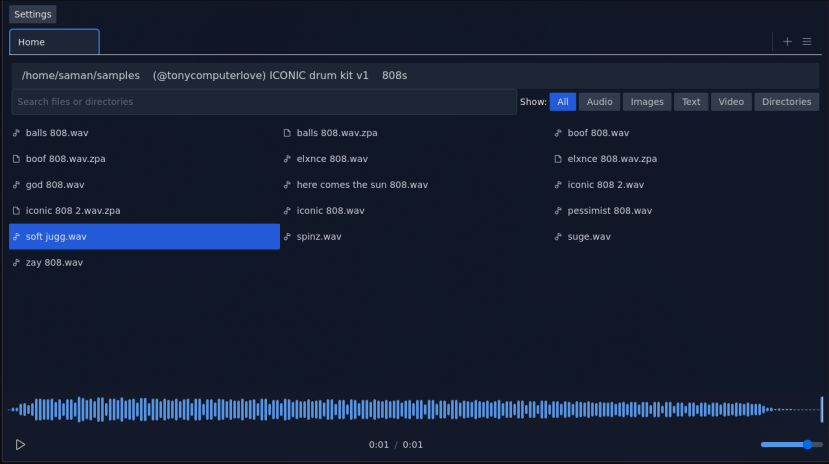 Settings
Home
/home/saman/samples (@tonycomputerlove) ICONIC drum kit v1 808s
Search files or directories Show: All Audio Images Text Video Directories
balls 808.wav balls 808.wav.zpa boof 808.wav
boof 808.wav.zpa elxnce 808.wav elxnce 808.wav.zpa
god 808.wav here comes the sun 808.wav iconic 808 2.wav
iconic 808 2.wav.zpa iconic 808.wav pessimist 808.wav
soft jugg.wav spinz.wav suge.wav
zay 808.wav
0:01 / 0:01